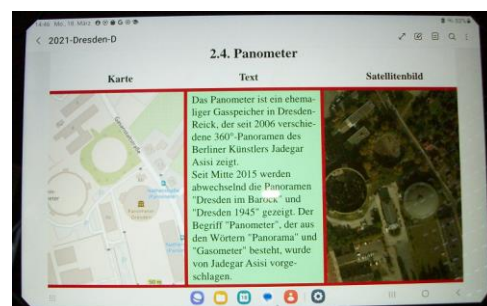 2021-Dresden-D
2.4. Panometer
Karte
Text
Satellitenbild
Das Panometer ist ein ehema-
liger Gasspeicher in Dresden-
Reick, der seit 2006 verschie-
dene 360°-Panoramen des
Berliner Künstlers Jadegar
Asisi zeigt.
Seit Mitte 2015 werden
abwechselnd die Panoramen
"Dresden im Barock" und
"Dresden 1945" gezeigt. Der
Begriff "Panometer", der aus
den Wörtern "Panorama" und
"Gasometer" besteht, wurde
von Jadegar Asisi vorge-
schlagen.